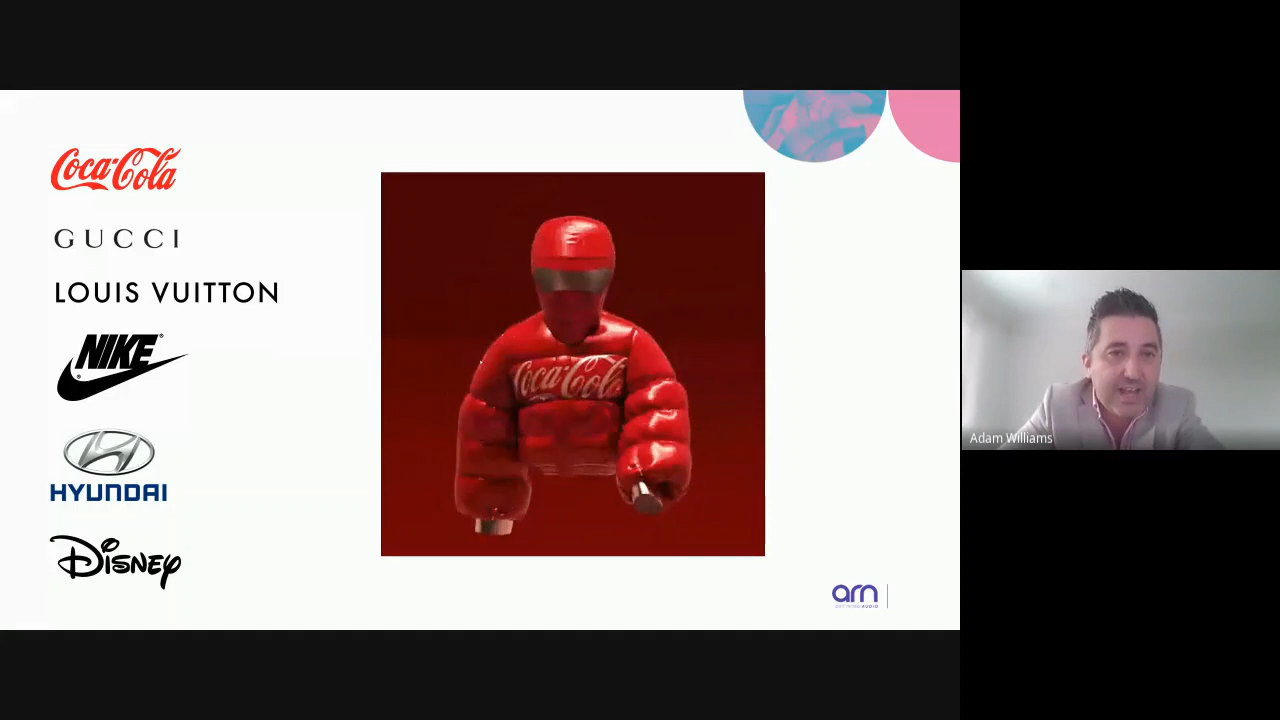 Coca-Cola
GUCCI
LOUIS VUITTON
NIKE
HYUNDAI
Disney
Coca-Cola
arn
Adam Williams